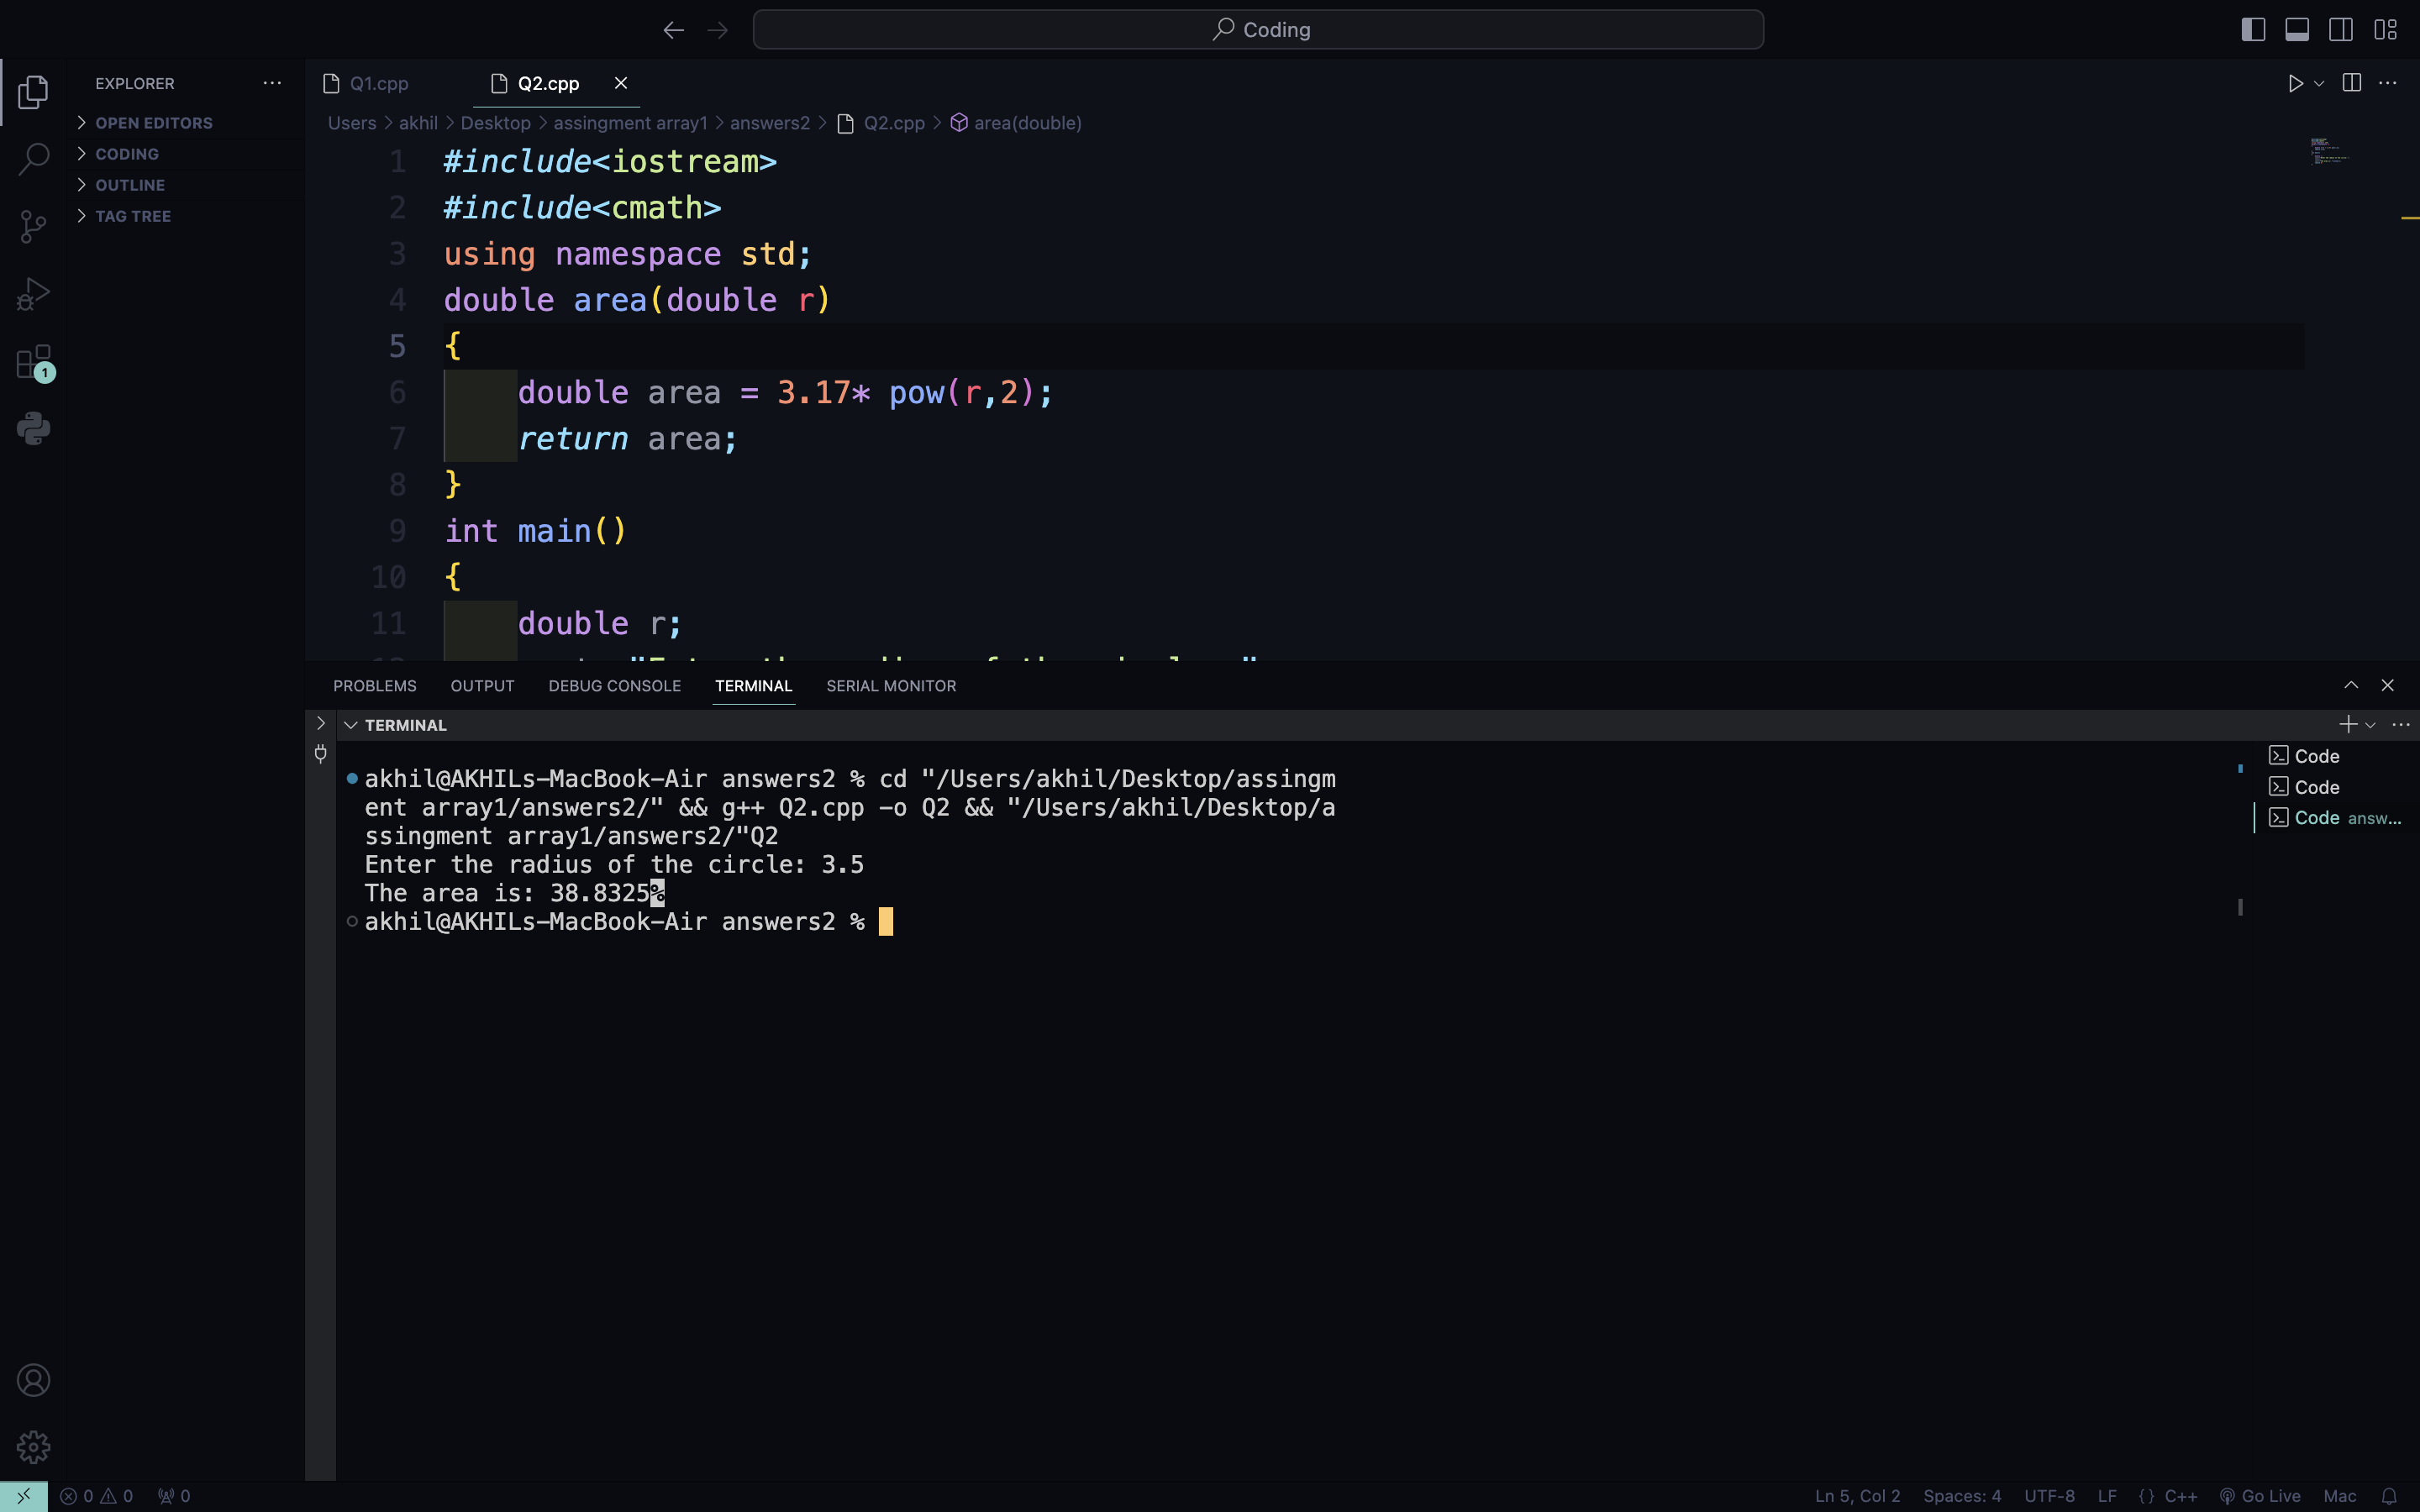 Coding
EXPLORER
OPEN EDITORS
CODING
OUTLINE
TAG TREE
1
Q1.cpp
Q2.cpp
Users > akhil > Desktop > assingment array1 > answers2 > Q2.cpp > area(double)
1 #include<iostream>
2 #include<cmath>
3 using namespace std;
4 double area(double r)
5 {
6 double area = 3.17* pow(r,2);
7 return area;
8 }
9 int main()
10 {
11 double r;
PROBLEMS OUTPUT DEBUG CONSOLE TERMINAL SERIAL MONITOR
TERMINAL
akhil@AKHILs-MacBook-Air answers2 % cd "/Users/akhil/Desktop/assingm
ent array1/answers2/" && g++ Q2.cpp -o Q2 && "/Users/akhil/Desktop/a
ssingment array1/answers2/"Q2
Enter the radius of the circle: 3.5
The area is: 38.8325%
akhil@AKHILs-MacBook-Air answers2 %
Code
Code
Code answ...
0 0 0
Ln 5, Col 2 Spaces: 4 UTF-8 LF {} C++ Go Live Mac